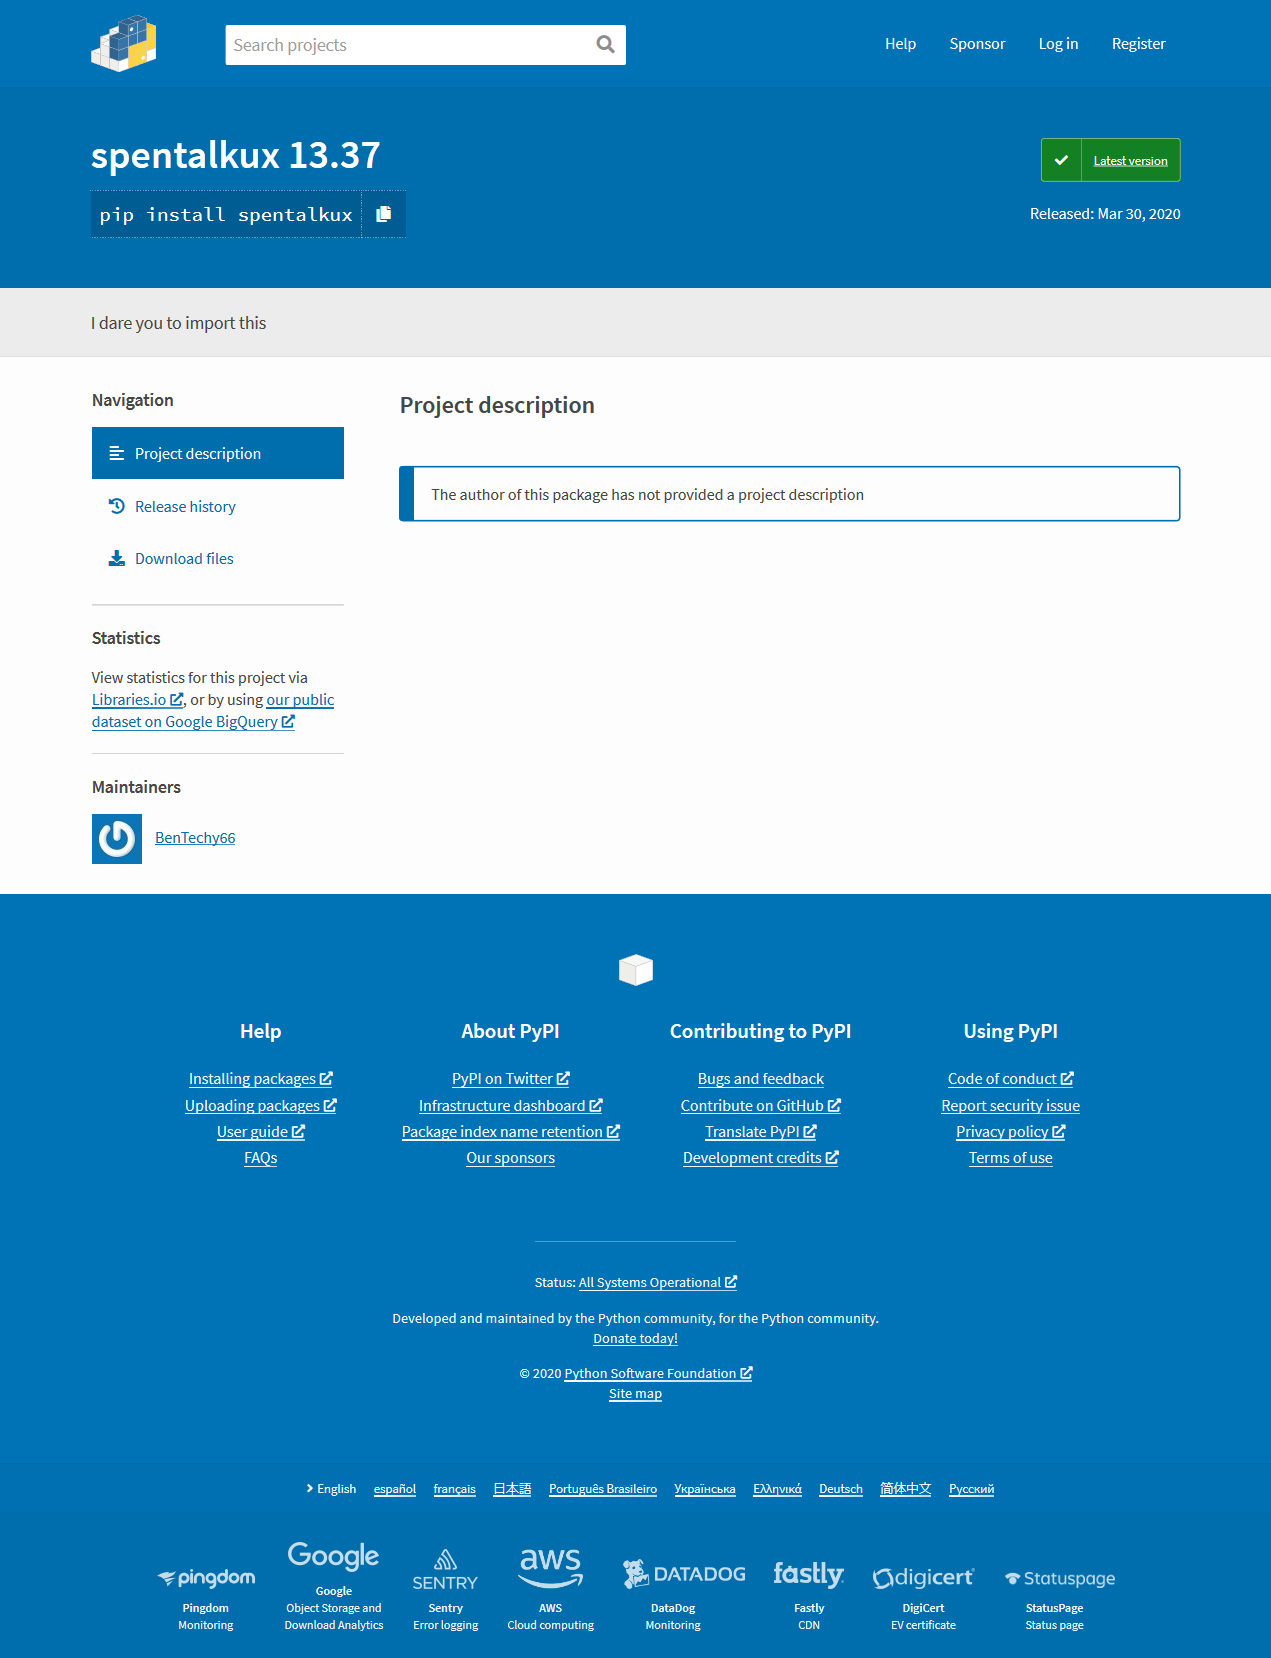 Search projects
Help Sponsor Log in Register
spentalkux 13.37
pip install spentalkux
Latest version
Released: Mar 30, 2020
I dare you to import this
Navigation
Project description
Release history
Download files
Statistics
View statistics for this project via
Libraries.io, or by using our public
dataset on Google BigQuery
Maintainers
BenTechy66
Project description
The author of this package has not provided a project description
Help
Installing packages
Uploading packages
User guide
FAQs
About PyPI
PyPI on Twitter
Infrastructure dashboard
Package index name retention
Our sponsors
Contributing to PyPI
Bugs and feedback
Contribute on GitHub
Translate PyPI
Development credits
Using PyPI
Code of conduct
Report security issue
Privacy policy
Terms of use
Status: All Systems Operational
Developed and maintained by the Python community, for the Python community.
Donate today!
© 2020 Python Software Foundation
Site map
English español français 日本語 Português Brasileiro Українська Ελληνικά Deutsch 简体中文 Русский
pingdom
Pingdom
Monitoring
Google
Google
Object Storage and
Download Analytics
SENTRY
Sentry
Error logging
aws
AWS
Cloud computing
DATADOG
DataDog
Monitoring
fastly
Fastly
CDN
digicert
DigiCert
EV certificate
Statuspage
StatusPage
Status page